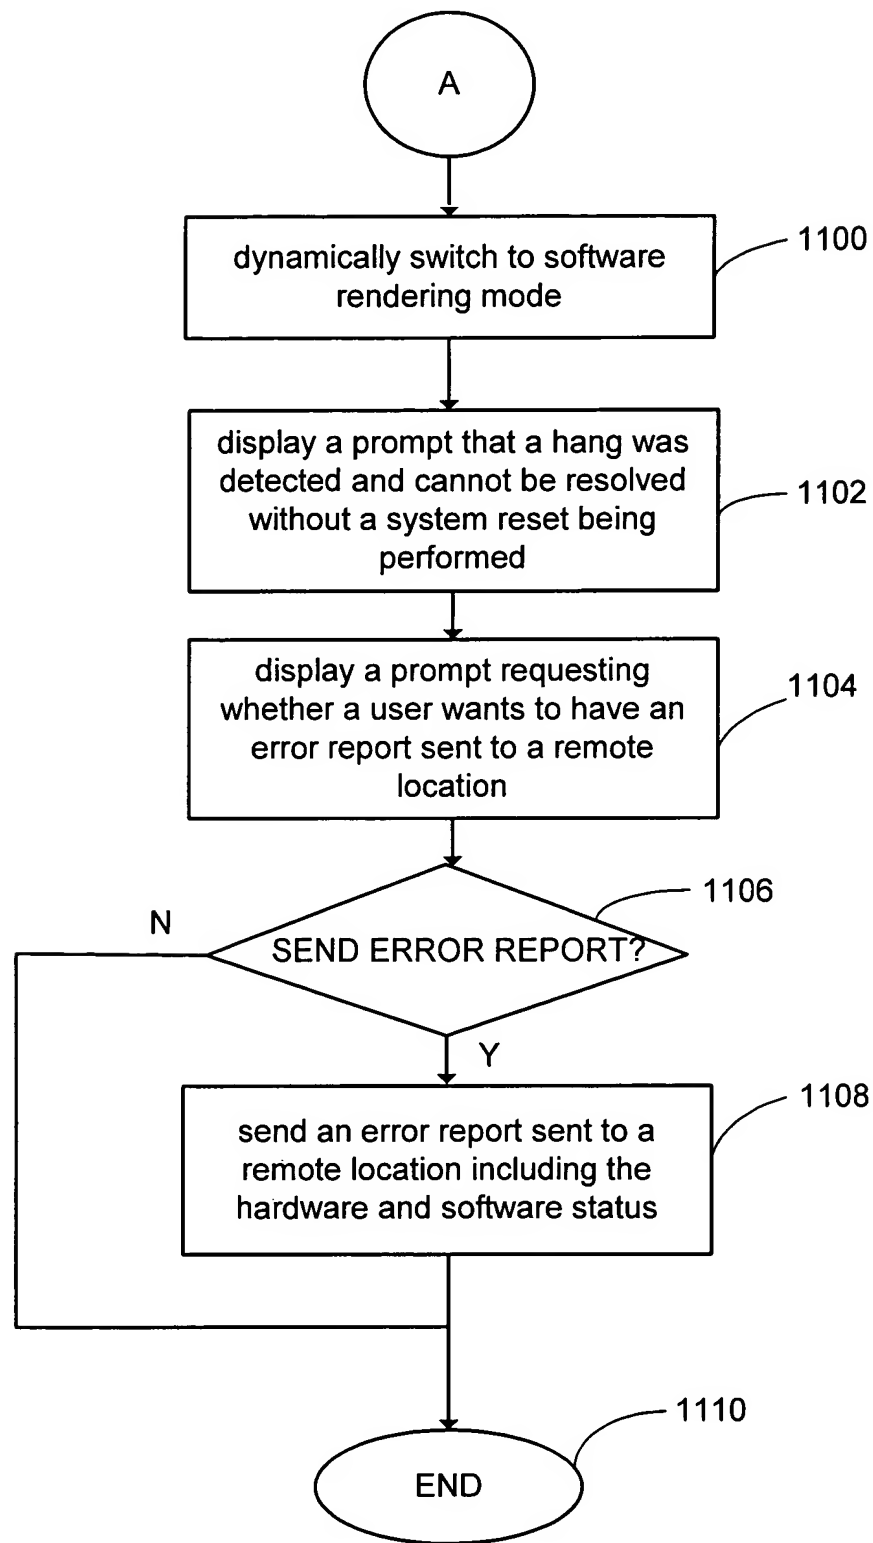 A
dynamically switch to software
rendering mode
1100
display a prompt that a hang was
detected and cannot be resolved
without a system reset being
performed
1102
display a prompt requesting
whether a user wants to have an
error report sent to a remote
location
1104
SEND ERROR REPORT?
1106
N
Y
send an error report sent to a
remote location including the
hardware and software status
1108
END
1110